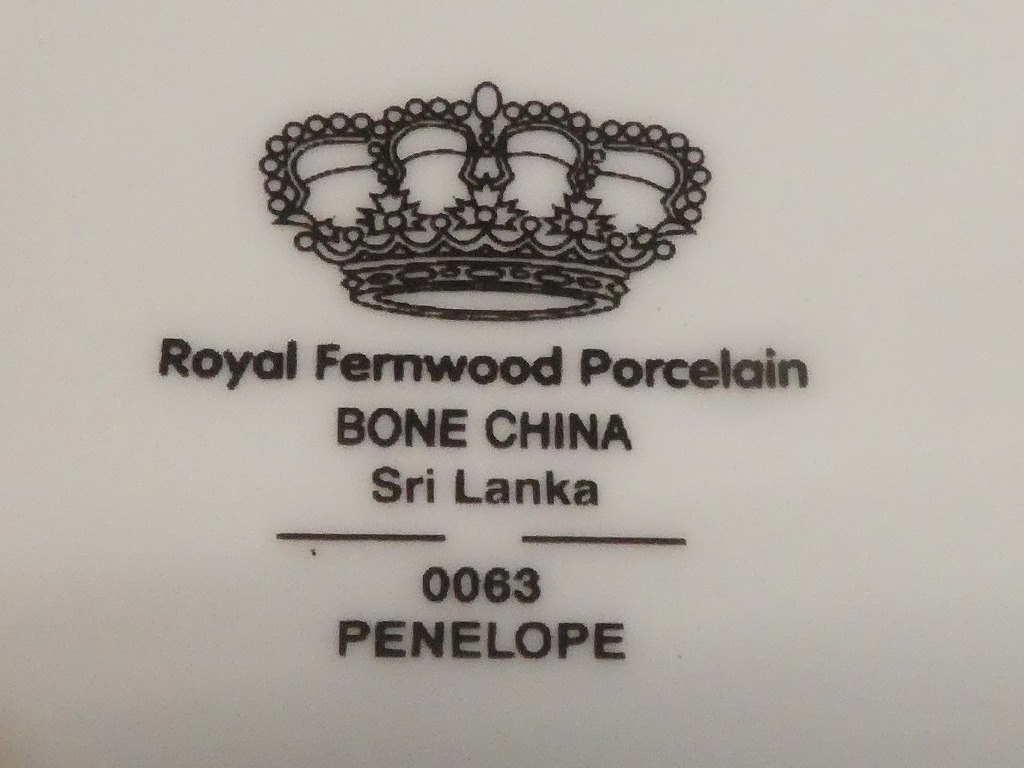 Royal Fernwood Porcelain
BONE CHINA
Sri Lanka
0063
PENELOPE